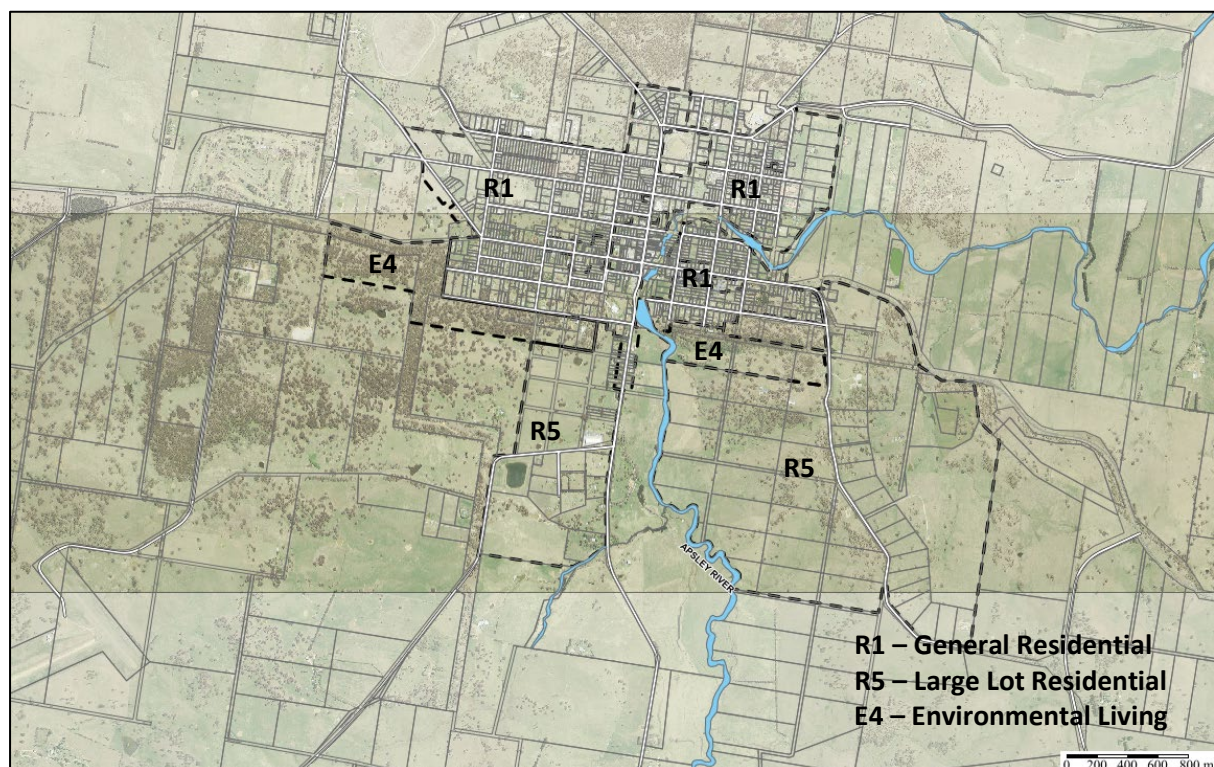 R1
R1
E4
R1
E4
R5
R5
APSLEY RIVER
R1 – General Residential
R5 – Large Lot Residential
E4 – Environmental Living
0 200 400 600 800 m